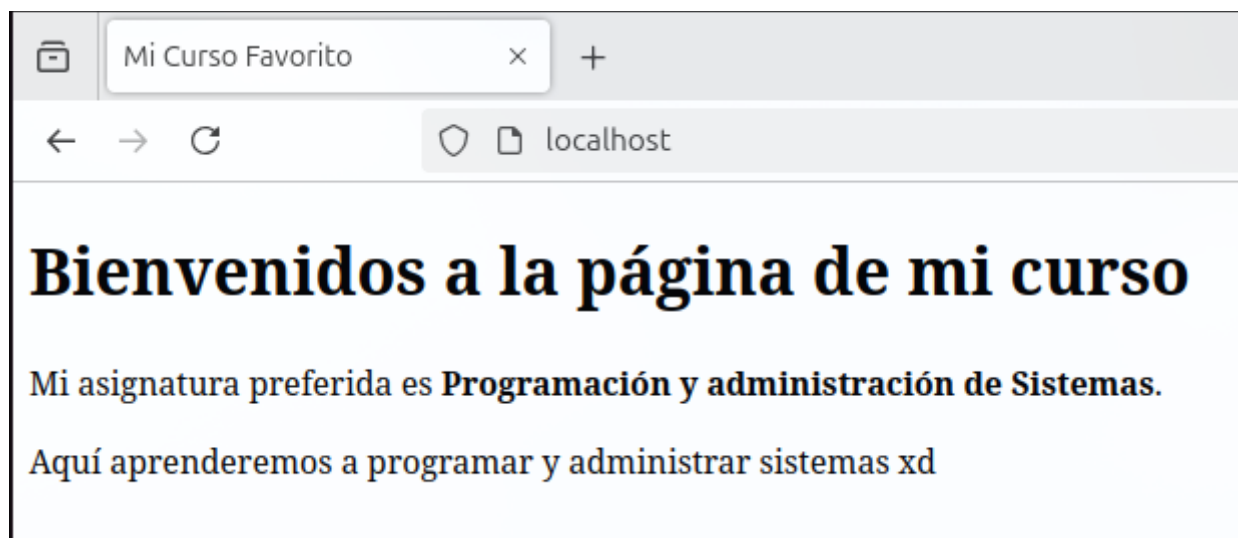 Mi Curso Favorito
localhost
Bienvenidos a la página de mi curso
Mi asignatura preferida es Programación y administración de Sistemas.
Aquí aprenderemos a programar y administrar sistemas xd